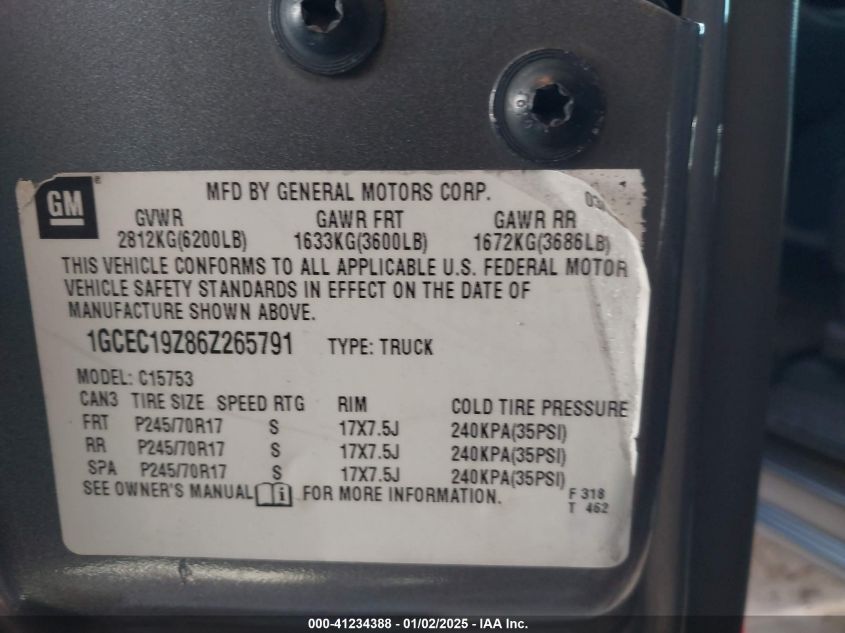 GM
MFD BY GENERAL MOTORS CORP.
GVWR GAWR FRT GAWR RR
2812KG(6200LB) 1633KG(3600LB) 1672KG(3686LB)
THIS VEHICLE CONFORMS TO ALL APPLICABLE U.S. FEDERAL MOTOR
VEHICLE SAFETY STANDARDS IN EFFECT ON THE DATE OF
MANUFACTURE SHOWN ABOVE.
1GCEC19Z86Z265791 TYPE: TRUCK
MODEL: C15753
CAN3 TIRE SIZE SPEED RTG RIM COLD TIRE PRESSURE
FRT P245/70R17 S 17X7.5J 240KPA(35PSI)
RR P245/70R17 S 17X7.5J 240KPA(35PSI)
SPA P245/70R17 S 17X7.5J 240KPA(35PSI)
SEE OWNER'S MANUAL FOR MORE INFORMATION.
F 318
T 462
000-41234388 — 01/02/2025 — IAA Inc.